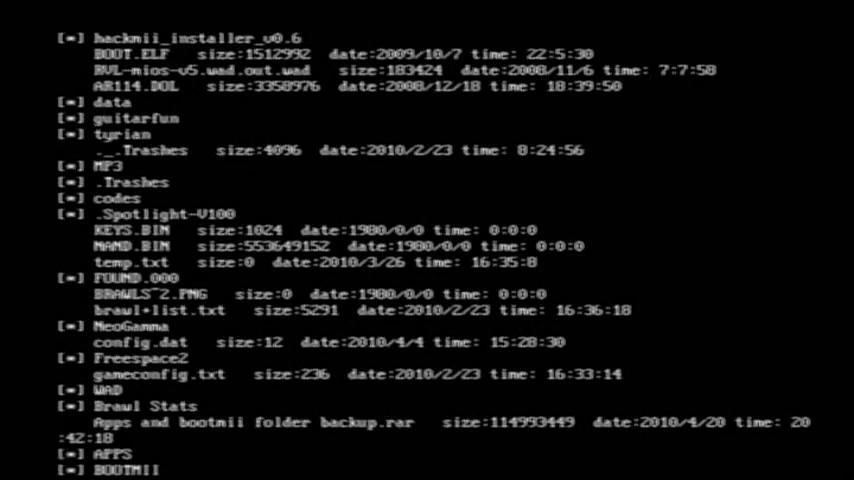 [*] hackmii_installer_v0.6
BOOT.ELF size:1512992 date:2009/10/7 time: 22:5:30
RVL-mios-v5.wad.out.wad size:183424 date:2008/11/6 time: 7:7:58
AR114.DOL size:3358976 date:2008/12/18 time: 18:39:50
[*] data
[*] guitarfun
[*] tyrian
._.Trashes size:4096 date:2010/2/23 time: 8:24:56
[*] MP3
[*] .Trashes
[*] codes
[*] .Spotlight-V100
KEYS.BIN size:1024 date:1980/0/0 time: 0:0:0
NAND.BIN size:553649152 date:1980/0/0 time: 0:0:0
temp.txt size:0 date:2010/3/26 time: 16:35:8
[*] FOUND.000
BRAWLS~2.PNG size:0 date:1980/0/0 time: 0:0:0
brawl+list.txt size:5291 date:2010/2/23 time: 16:36:18
[*] NeoGamma
config.dat size:12 date:2010/4/4 time: 15:28:30
[*] Freespace2
gameconfig.txt size:236 date:2010/2/23 time: 16:33:14
[*] WAD
[*] Brawl Stats
Apps and bootmii folder backup.rar size:114993449 date:2010/4/20 time: 20
:42:18
[*] APPS
[*] BOOTMII